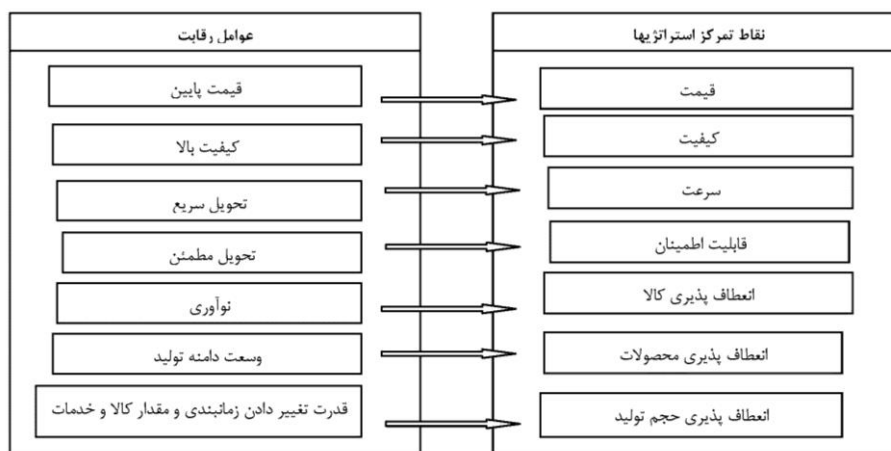 عوامل رقابت
قیمت پایین
کیفیت بالا
تحویل سریع
تحویل مطمئن
نوآوری
وسعت دامنه تولید
قدرت تغییر دادن زمانبندی و مقدار کالا و خدمات
نقاط تمرکز استراتژیها
قیمت
کیفیت
سرعت
قابلیت اطمینان
انعطاف پذیری کالا
انعطاف پذیری محصولات
انعطاف پذیری حجم تولید